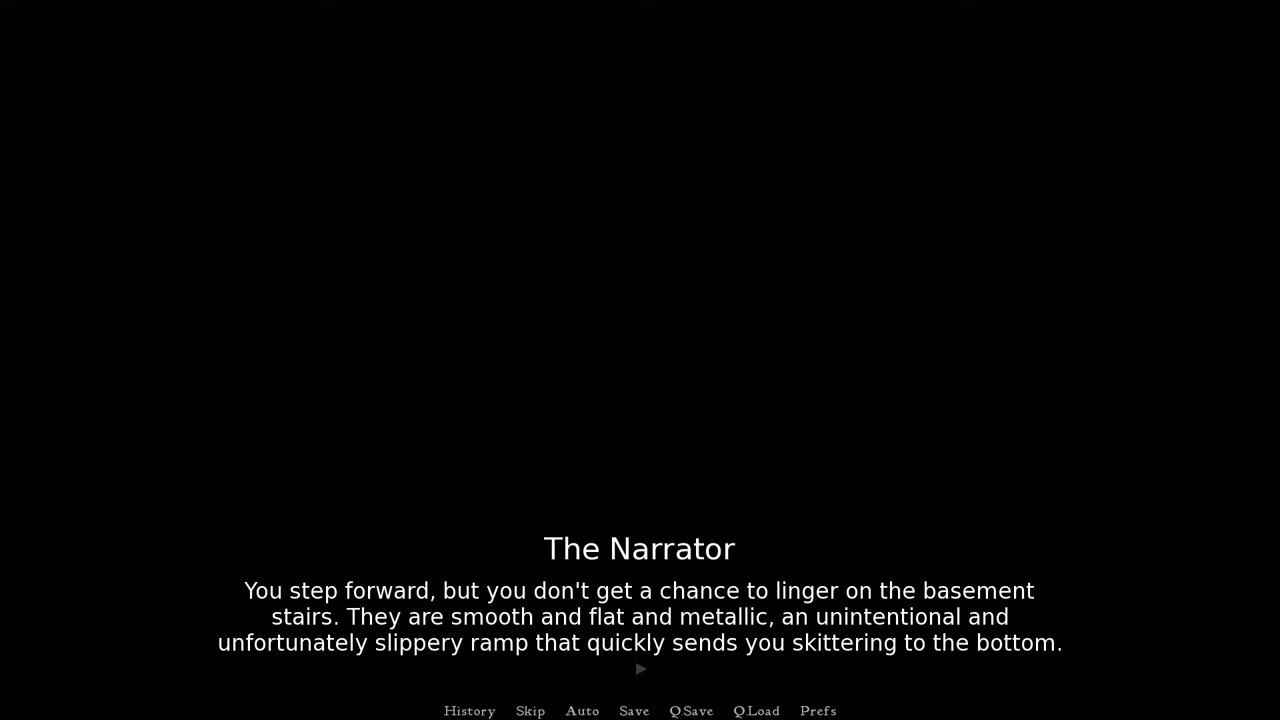 The Narrator
You step forward, but you don't get a chance to linger on the basement
stairs. They are smooth and flat and metallic, an unintentional and
unfortunately slippery ramp that quickly sends you skittering to the bottom.
History Skip Auto Save Q.Save Q.Load Prefs